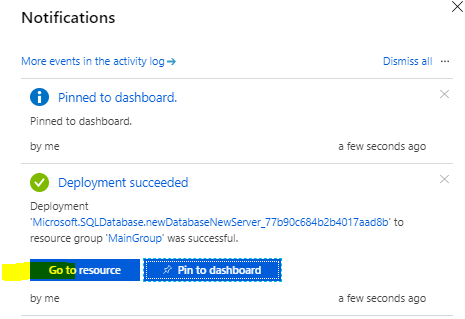 Notifications
More events in the activity log →
Dismiss all ...
Pinned to dashboard.
Pinned to dashboard.
by me
a few seconds ago
Deployment succeeded
Deployment
'Microsoft.SQLDatabase.newDatabaseNewServer_77b90c684b2b4017aad8b' to
resource group 'MainGroup' was successful.
Go to resource
Pin to dashboard
by me
a few seconds ago